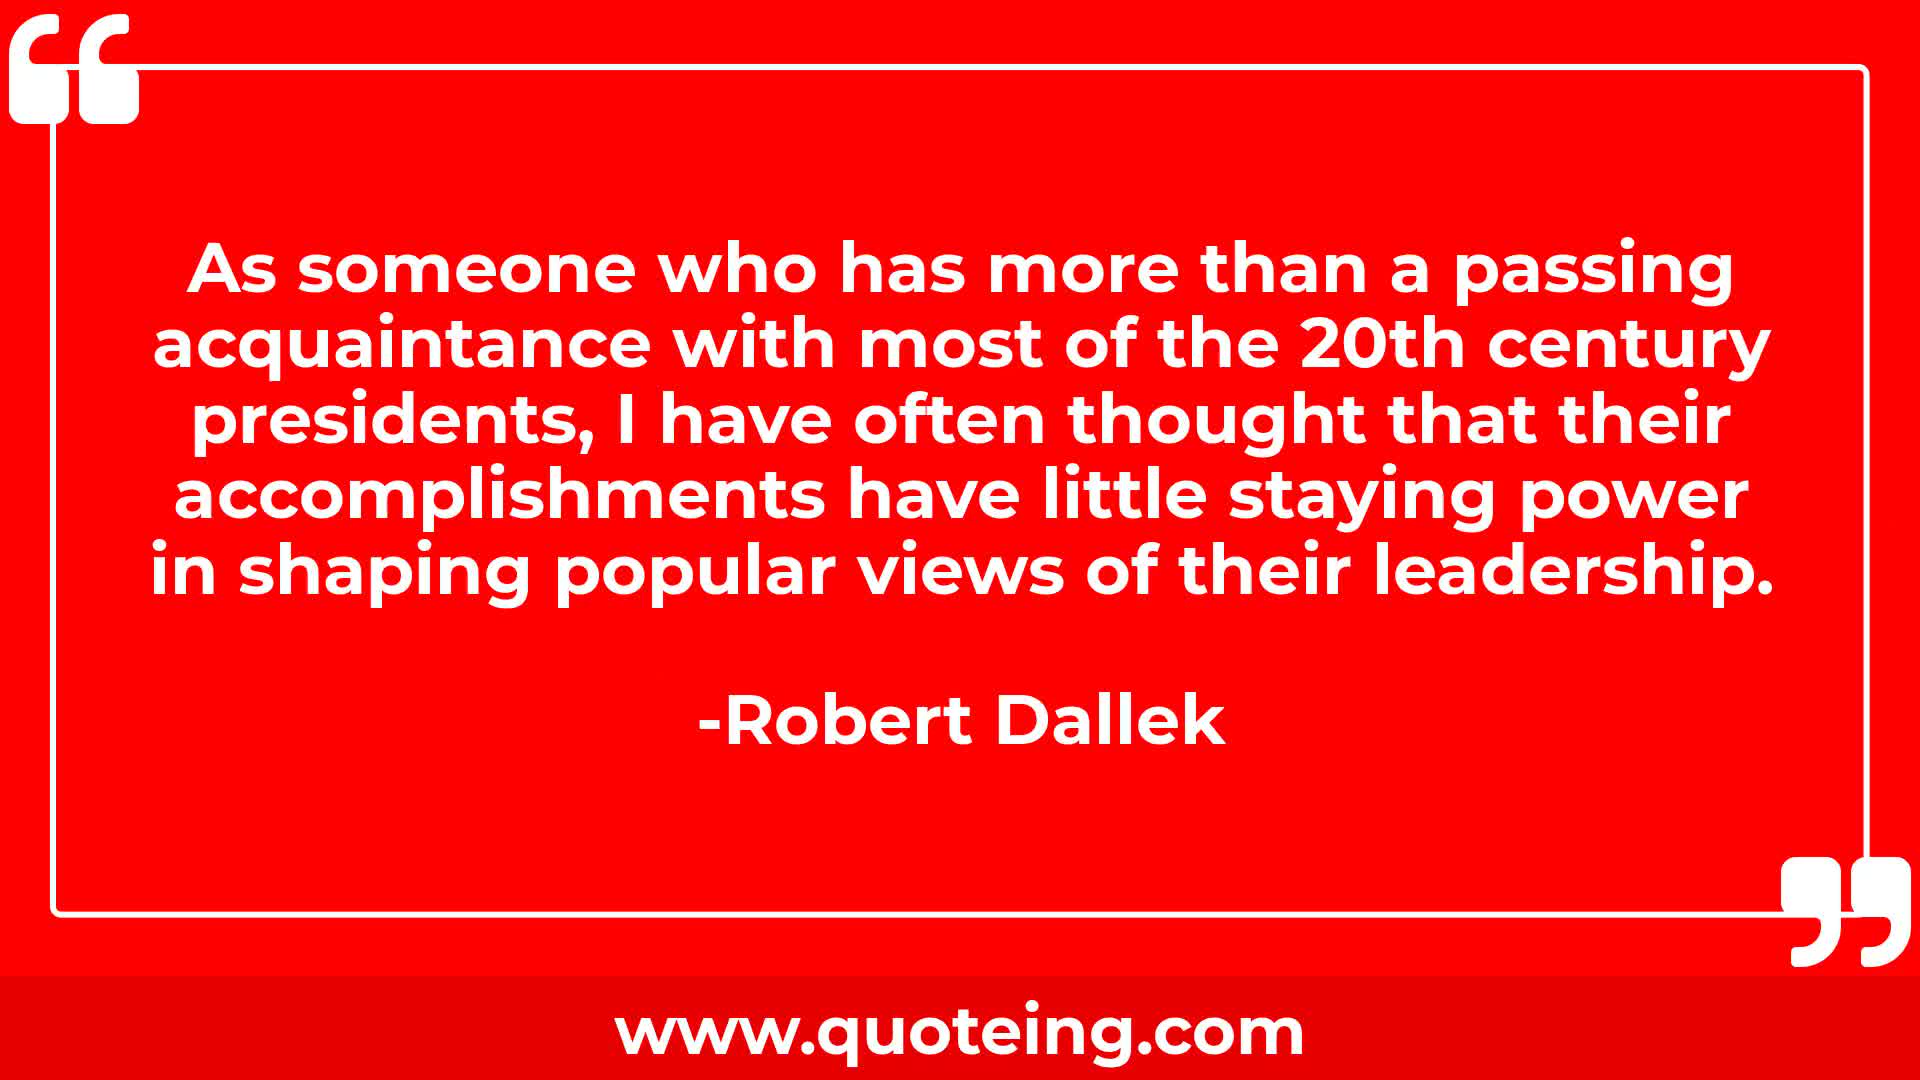 As someone who has more than a passing
acquaintance with most of the 20th century
presidents, I have often thought that their
accomplishments have little staying power
in shaping popular views of their leadership.
-Robert Dallek
www.quoteing.com